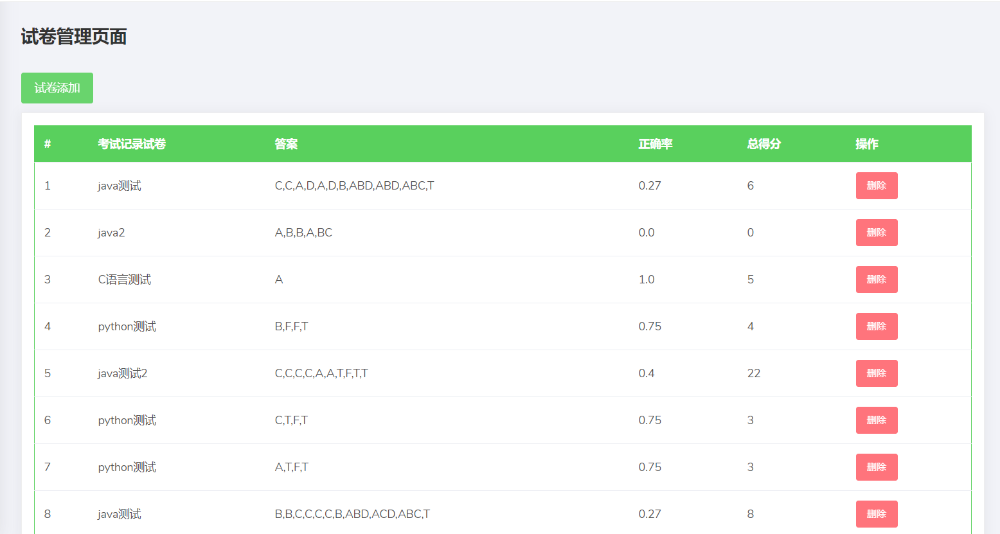 试卷管理页面
试卷添加
# 考试记录试卷 答案 正确率 总得分 操作
1 java测试 C,C,A,D,A,D,B,ABD,ABD,ABC,T 0.27 6 删除
2 java2 A,B,B,A,BC 0.0 0 删除
3 C语言测试 A 1.0 5 删除
4 python测试 B,F,F,T 0.75 4 删除
5 java测试2 C,C,C,C,A,A,T,F,T,T 0.4 22 删除
6 python测试 C,T,F,T 0.75 3 删除
7 python测试 A,T,F,T 0.75 3 删除
8 java测试 B,B,C,C,C,C,B,ABD,ACD,ABC,T 0.27 8 删除